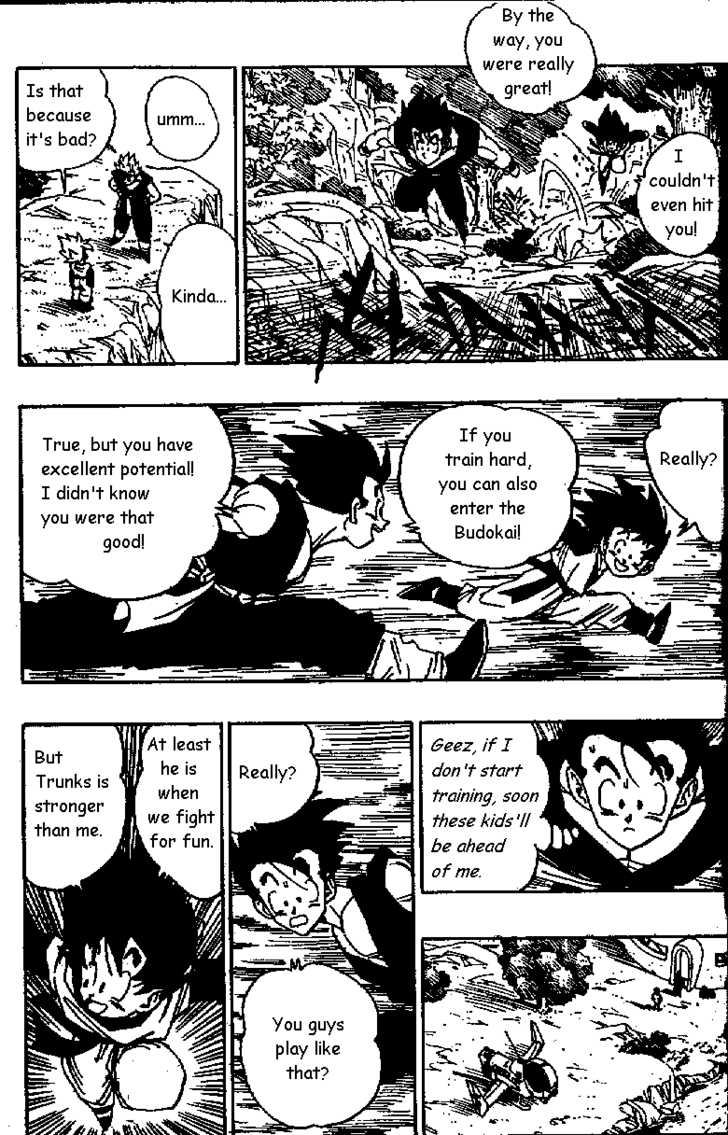 Is that
because
it's bad?
umm...
Kinda...
By the
way, you
were really
great!
I
couldn't
even hit
you!
True, but you have
excellent potential!
I didn't know
you were that
good!
If you
train hard,
you can also
enter the
Budokai!
Really?
But
Trunks is
stronger
than me.
At least
he is
when
we fight
for fun.
Really?
You guys
play like
that?
Geez, if I
don't start
training, soon
these kids'll
be ahead
of me.